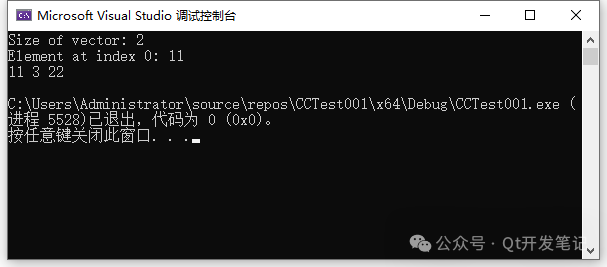 Microsoft Visual Studio 调试控制台
Size of vector: 2
Element at index 0: 11
11 3 22
C:\Users\Administrator\source\repos\CCTest001\x64\Debug\CCTest001.exe (
进程 5528)已退出，代码为 0 (0x0)。
按任意键关闭此窗口. . .
公众号 · Qt开发笔记